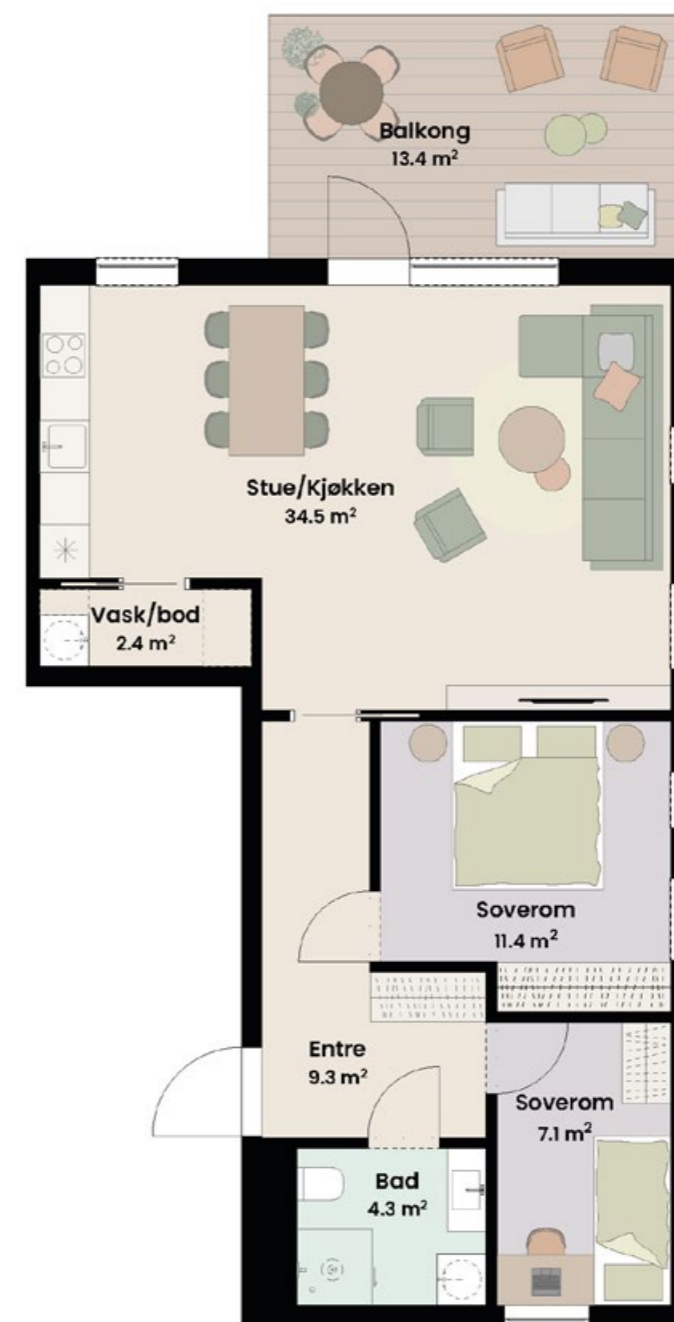 Balkong
13.4 m²
Stue/Kjøkken
34.5 m²
Vask/bod
2.4 m²
Soverom
11.4 m²
Entre
9.3 m²
Soverom
7.1 m²
Bad
4.3 m²